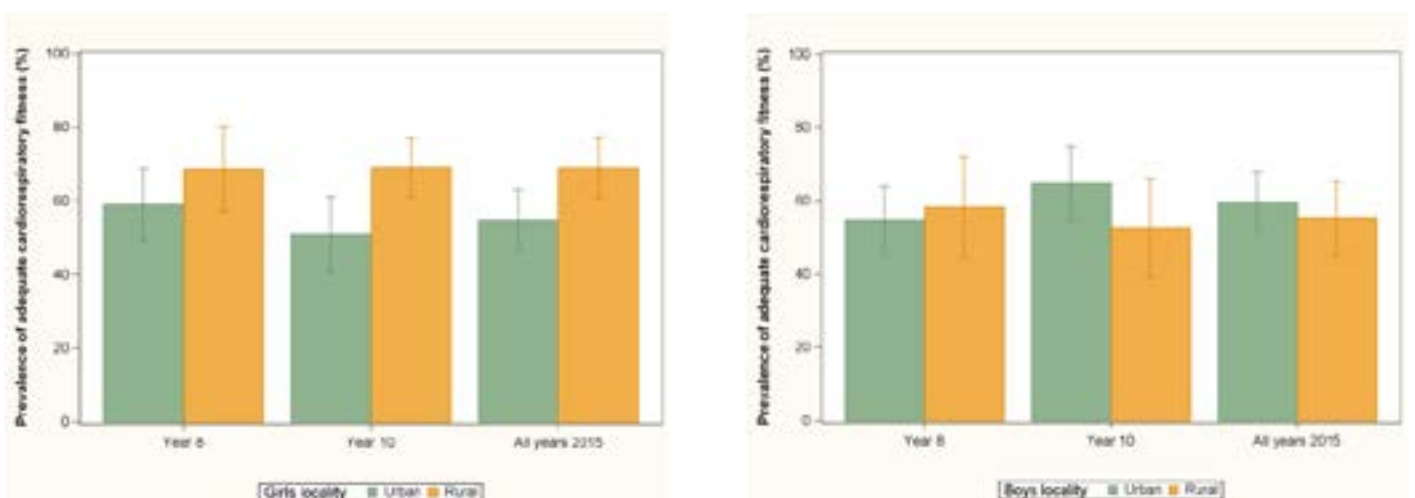 Prevalence of adequate cardiorespiratory fitness (%)
100
80
60
40
20
0
Year 8
Year 10
All years 2015
Girls locality
Urban
Rural
Prevalence of adequate cardiorespiratory fitness (%)
100
80
60
40
20
0
Year 8
Year 10
All years 2015
Boys locality
Urban
Rural